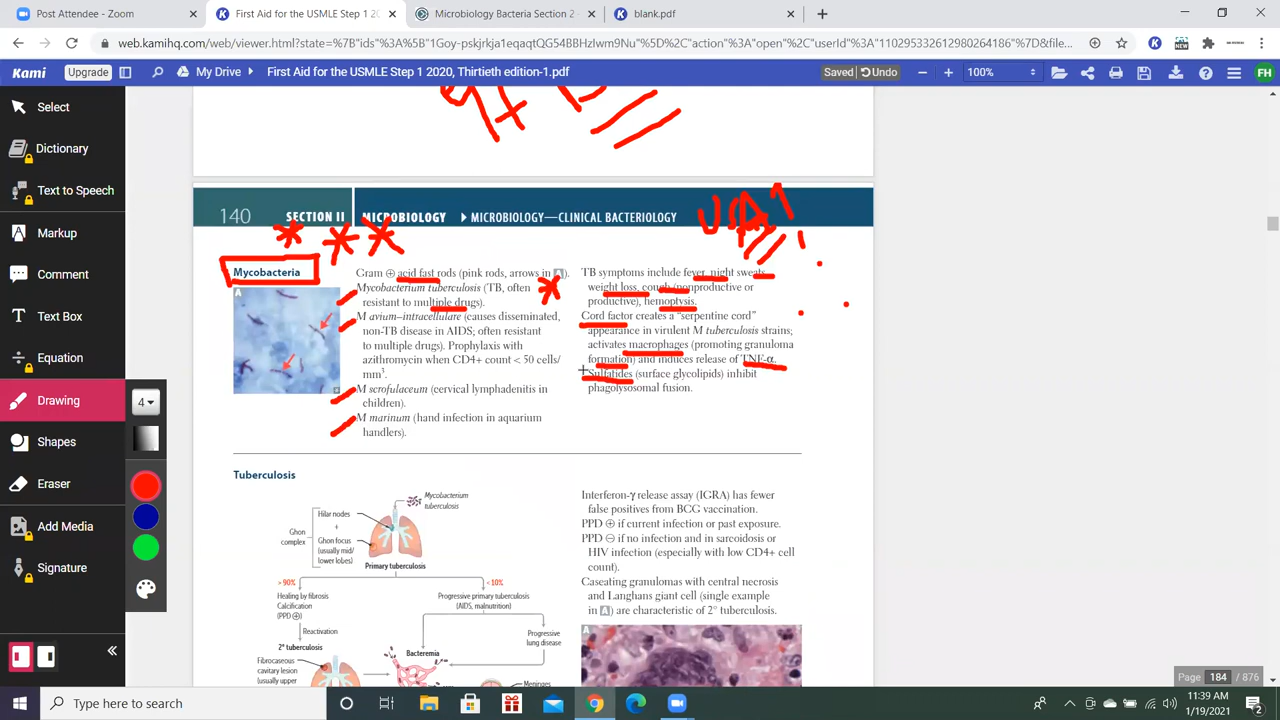 Post Attendee - Zoom
First Aid for the USMLE Step 1 20
Microbiology Bacteria Section 2 -
blank.pdf
web.kamihq.com/web/viewer.html?state=%7B"ids"%3A%5B"1Goy-pskjrkja1eqaqtQG54BBHzlwm9Nu"%5D%2C"action"%3A"open"%2C"userId"%3A"110295332612980264186"%7D&file...
Kami
Upgrade
First Aid for the USMLE Step 1 2020, Thirtieth edition-1.pdf
Saved
Undo
100%
FH
Select
Dictionary
Text to Speech
Markup
Comment
Text Box
Equation
Drawing
4
Shapes
Eraser
Add Media
Signature
140 SECTION II MICROBIOLOGY ▶ MICROBIOLOGY—CLINICAL BACTERIOLOGY
Mycobacteria
A
Gram ⊕ acid fast rods (pink rods, arrows in A).
Mycobacterium tuberculosis (TB, often
resistant to multiple drugs).
M avium–intracellulare (causes disseminated,
non-TB disease in AIDS; often resistant
to multiple drugs). Prophylaxis with
azithromycin when CD4+ count < 50 cells/
mm³.
M scrofulaceum (cervical lymphadenitis in
children).
M marinum (hand infection in aquarium
handlers).
TB symptoms include fever, night sweats,
weight loss, cough (nonproductive or
productive), hemoptysis.
Cord factor creates a “serpentine cord”
appearance in virulent M tuberculosis strains;
activates macrophages (promoting granuloma
formation) and induces release of TNF-α.
Sulfatides (surface glycolipids) inhibit
phagolysosomal fusion.
Tuberculosis
Mycobacterium
tuberculosis
Hilar nodes
+
Ghon
complex
Ghon focus
(usually mid/
lower lobes)
Primary tuberculosis
> 90%
< 10%
Healing by fibrosis
Calcification
(PPD ⊕)
Progressive primary tuberculosis
(AIDS, malnutrition)
Reactivation
Progressive
lung disease
2° tuberculosis
Bacteremia
Fibrocaseous
cavitary lesion
(usually upper
Meninges
Interferon-γ release assay (IGRA) has fewer
false positives from BCG vaccination.
PPD ⊕ if current infection or past exposure.
PPD ⊖ if no infection and in sarcoidosis or
HIV infection (especially with low CD4+ cell
count).
Caseating granulomas with central necrosis
and Langhans giant cell (single example
in A) are characteristic of 2° tuberculosis.
A
Page 184 / 876
Type here to search
11:39 AM
1/19/2021